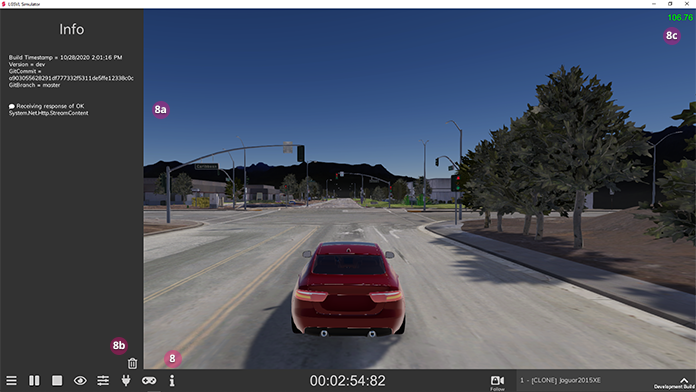 LGSVL Simulator
Info
106.76
8c
Build Timestamp = 10/28/2020 2:01:16 PM
Version = dev
GitCommit =
a903055628291df777332f5311de5ffe12338c0c
GitBranch = master
Receiving response of OK
System.Net.Http.StreamContent
8a
8b
8
00:02:54:82
Follow
1 - [CLONE] Jaguar2015XE
Development Build